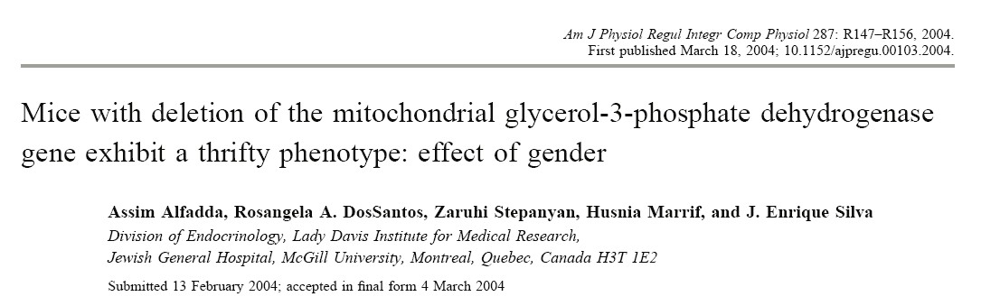 Am J Physiol Regul Integr Comp Physiol 287: R147–R156, 2004.
First published March 18, 2004; 10.1152/ajpregu.00103.2004.
Mice with deletion of the mitochondrial glycerol-3-phosphate dehydrogenase
gene exhibit a thrifty phenotype: effect of gender
Assim Alfadda, Rosangela A. DosSantos, Zaruhi Stepanyan, Husnia Marrif, and J. Enrique Silva
Division of Endocrinology, Lady Davis Institute for Medical Research,
Jewish General Hospital, McGill University, Montreal, Quebec, Canada H3T 1E2
Submitted 13 February 2004; accepted in final form 4 March 2004